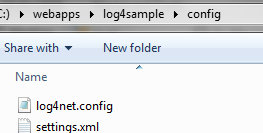 C:) ▸ webapps ▸ log4sample ▸ config
Share with ▾ New folder
Name
log4net.config
settings.xml